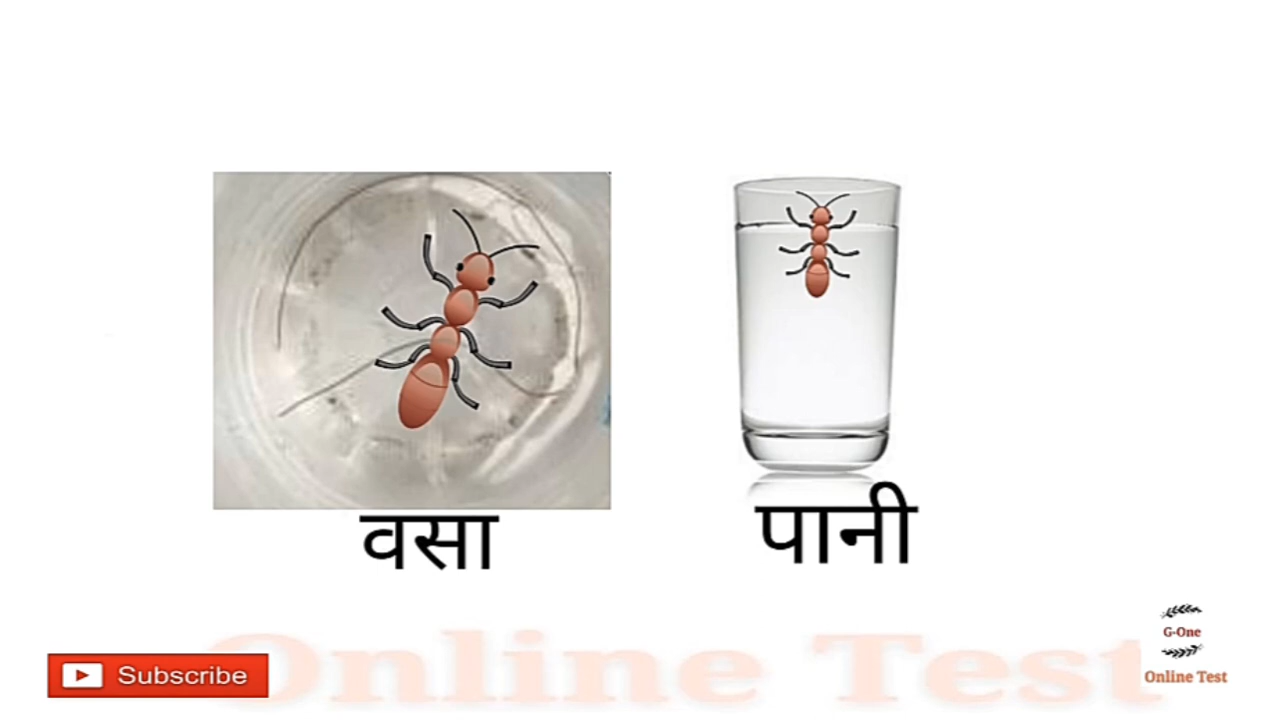 वसा
पानी
Online Test
Subscribe
G-One
Online Test